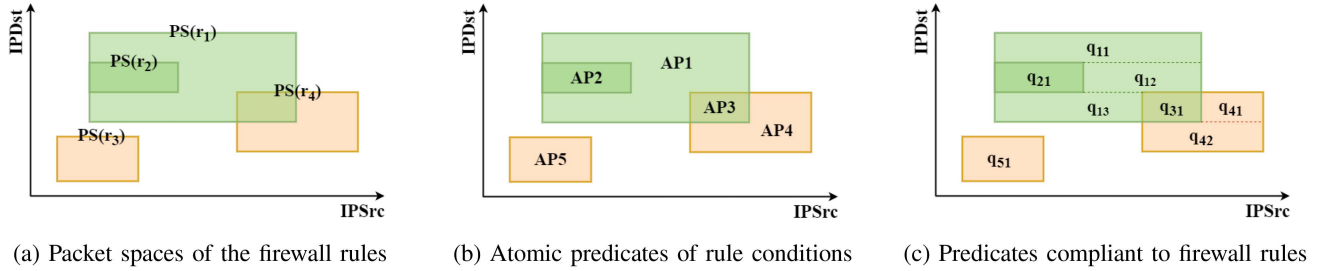 IPDst
PS(r₁)
PS(r₂)
PS(r₄)
PS(r₃)
IPSrc
(a) Packet spaces of the firewall rules
IPDst
AP1
AP2
AP3
AP4
AP5
IPSrc
(b) Atomic predicates of rule conditions
IPDst
q₁₁
q₂₁
q₁₂
q₁₃
q₃₁
q₄₁
q₄₂
q₅₁
IPSrc
(c) Predicates compliant to firewall rules